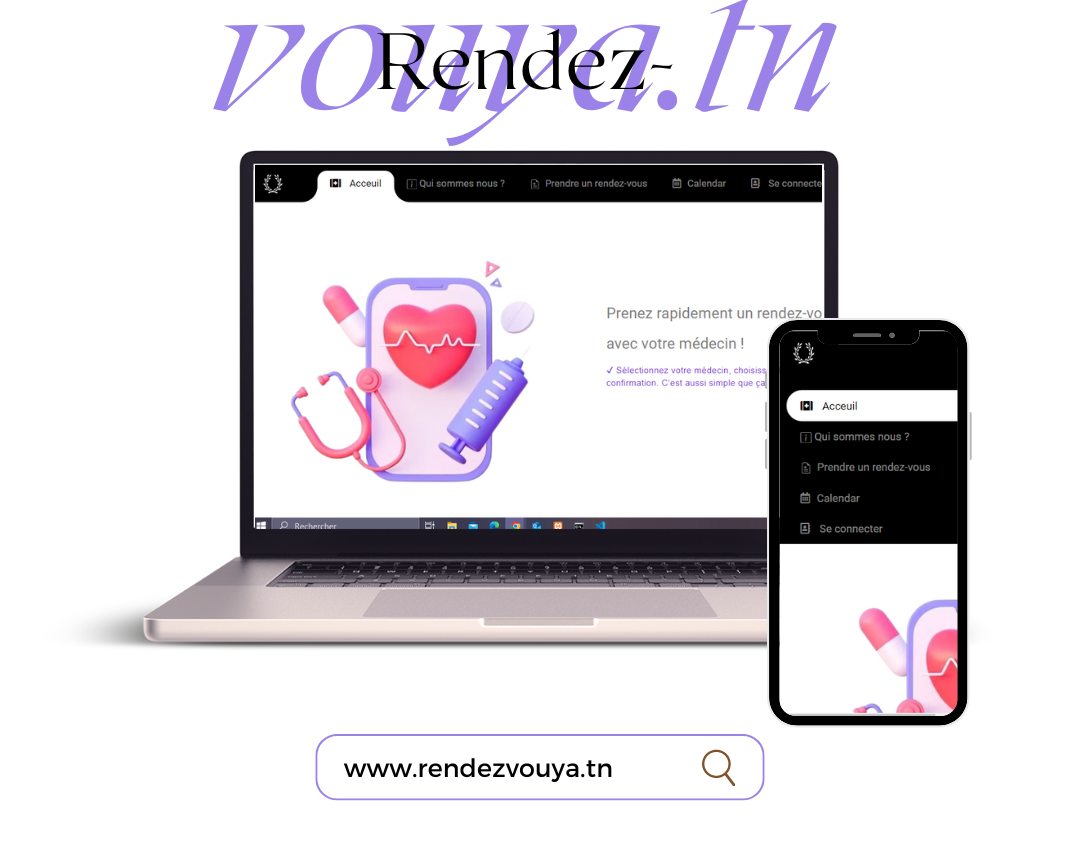 Rendez-
vouya.tn
Acceuil
Qui sommes nous ?
Prendre un rendez-vous
Calendar
Se connecte
Prenez rapidement un rendez-vo
avec votre médecin !
✓ Sélectionnez votre médecin, choisiss
confirmation. C'est aussi simple que ça
Rechercher
Acceuil
Qui sommes nous ?
Prendre un rendez-vous
Calendar
Se connecter
www.rendezvouya.tn